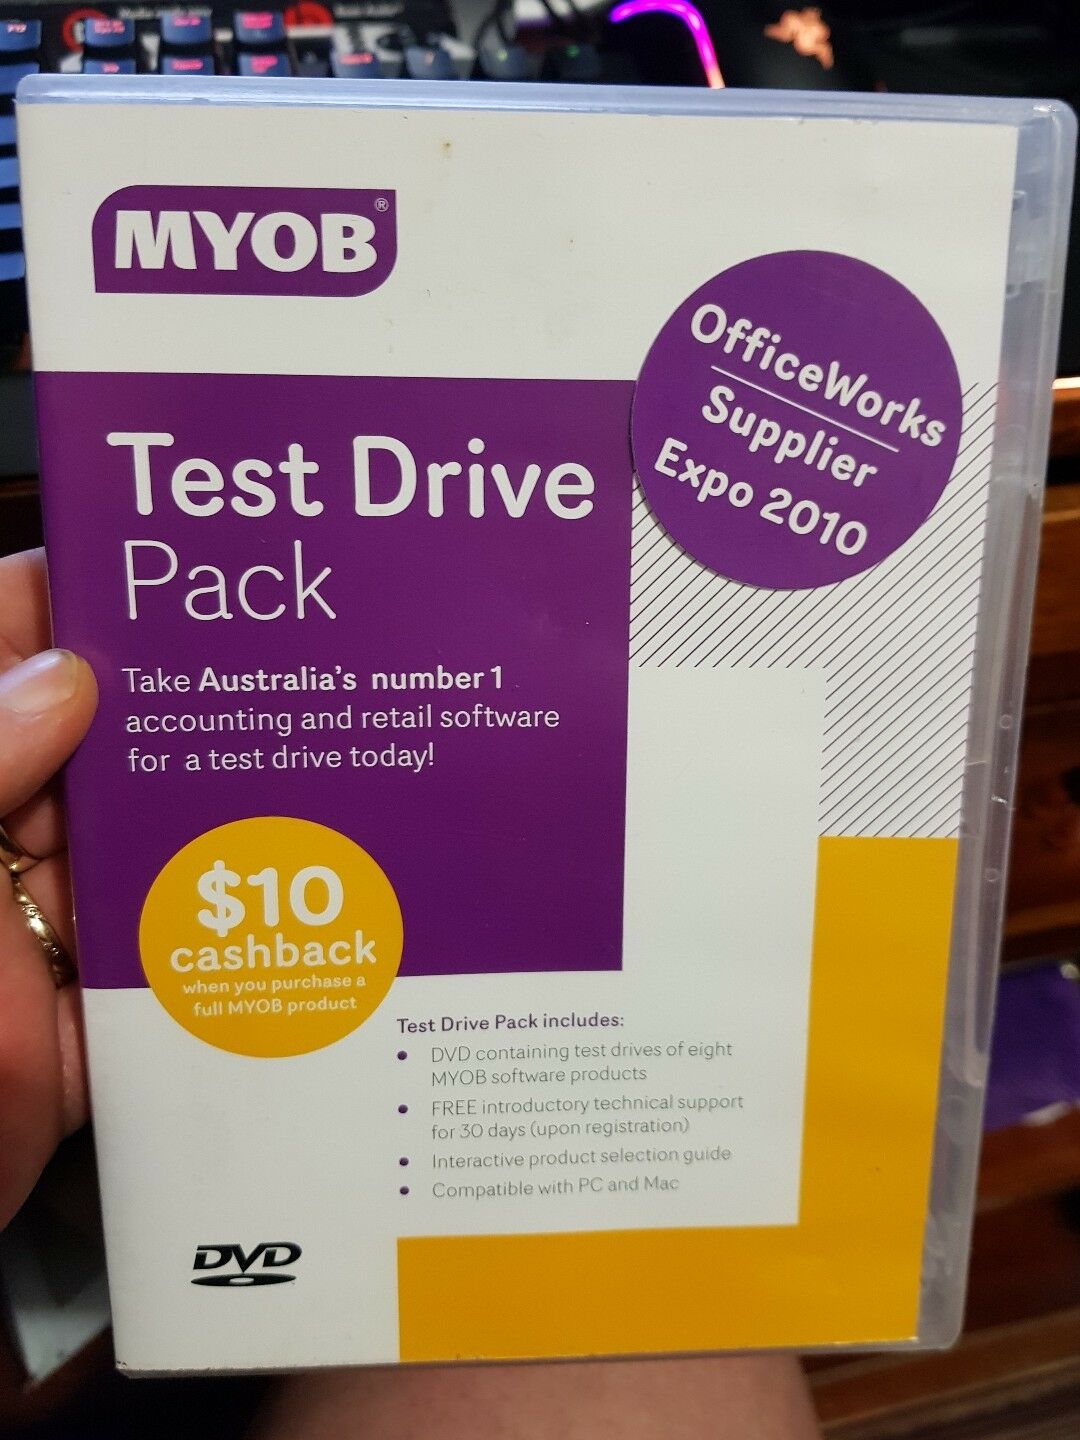 MYOB®
OfficeWorks
Supplier
Expo 2010
Test Drive
Pack
Take Australia's number 1
accounting and retail software
for a test drive today!
$10
cashback
when you purchase a
full MYOB product
Test Drive Pack includes:
• DVD containing test drives of eight
MYOB software products
• FREE introductory technical support
for 30 days (upon registration)
• Interactive product selection guide
• Compatible with PC and Mac
DVD